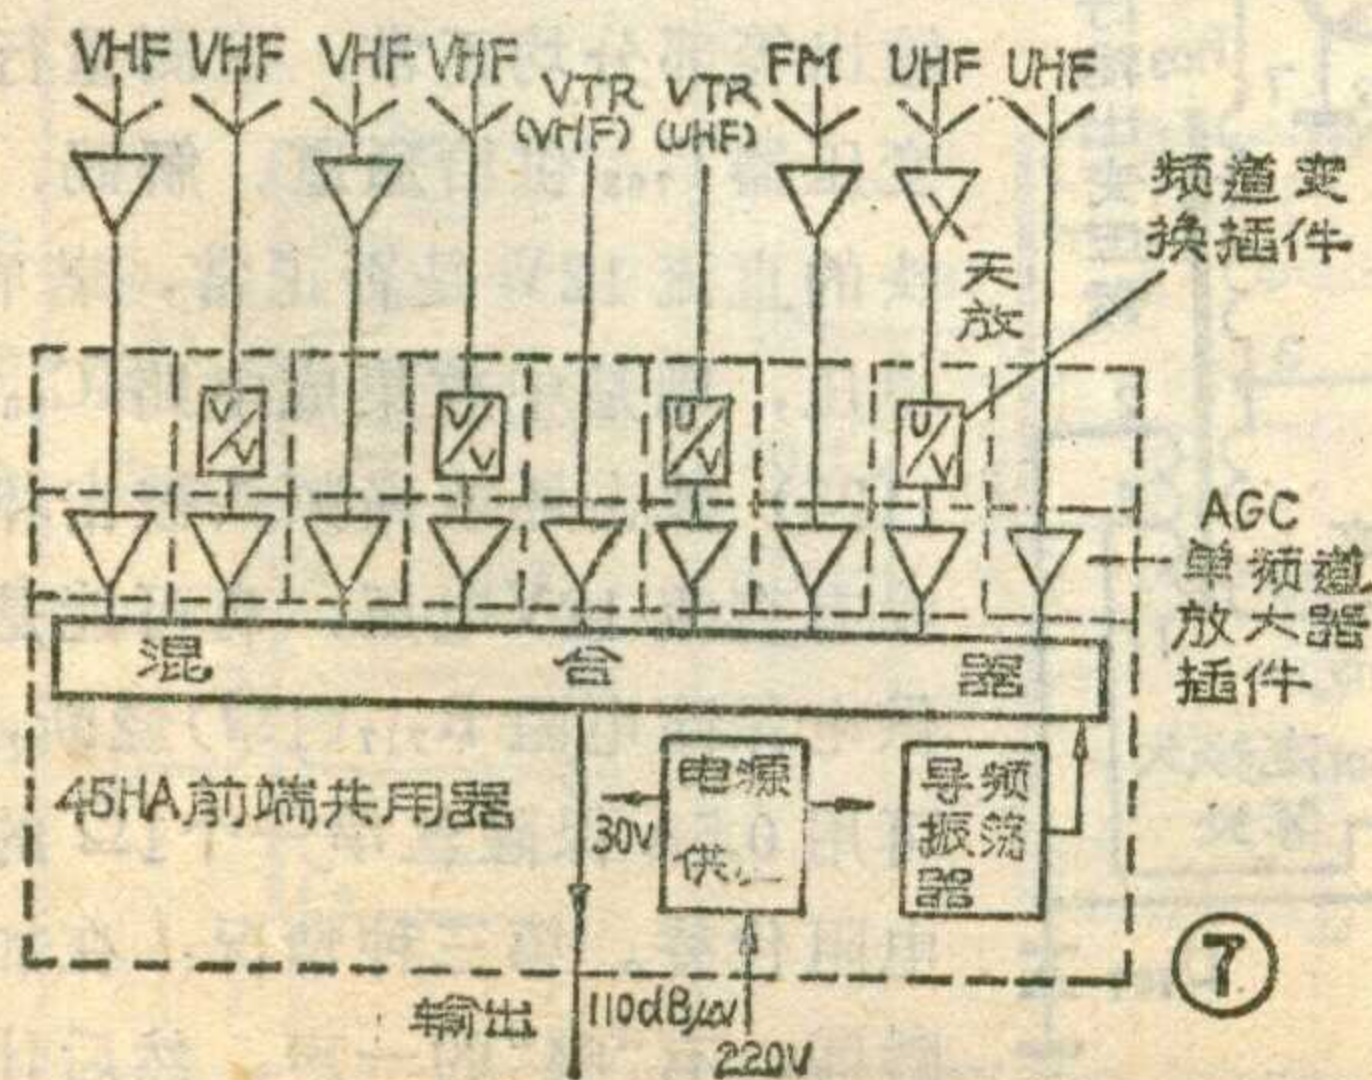 VHF VHF VHF VHF VTR VTR FM UHF UHF
(VHF) (UHF)
频道变
换插件
天
放
V/V
U/V
U/V
U/V
AGC
单频道
放大器
插件
混合器
45HA前端共用器
30V
电源
供
导频
振荡
器
输出
110dBμV
220V
7